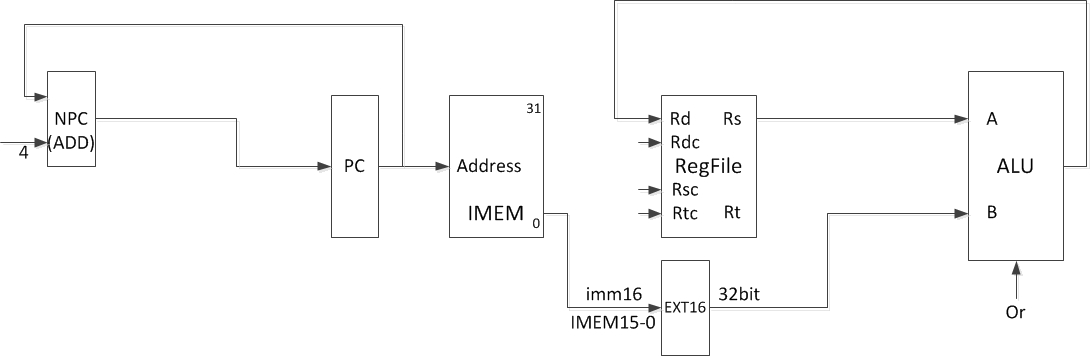 NPC
(ADD)
4
PC
31
Address
IMEM
0
Rd
Rs
Rdc
RegFile
Rsc
Rtc
Rt
A
ALU
B
imm16
IMEM15-0
EXT16
32bit
Or